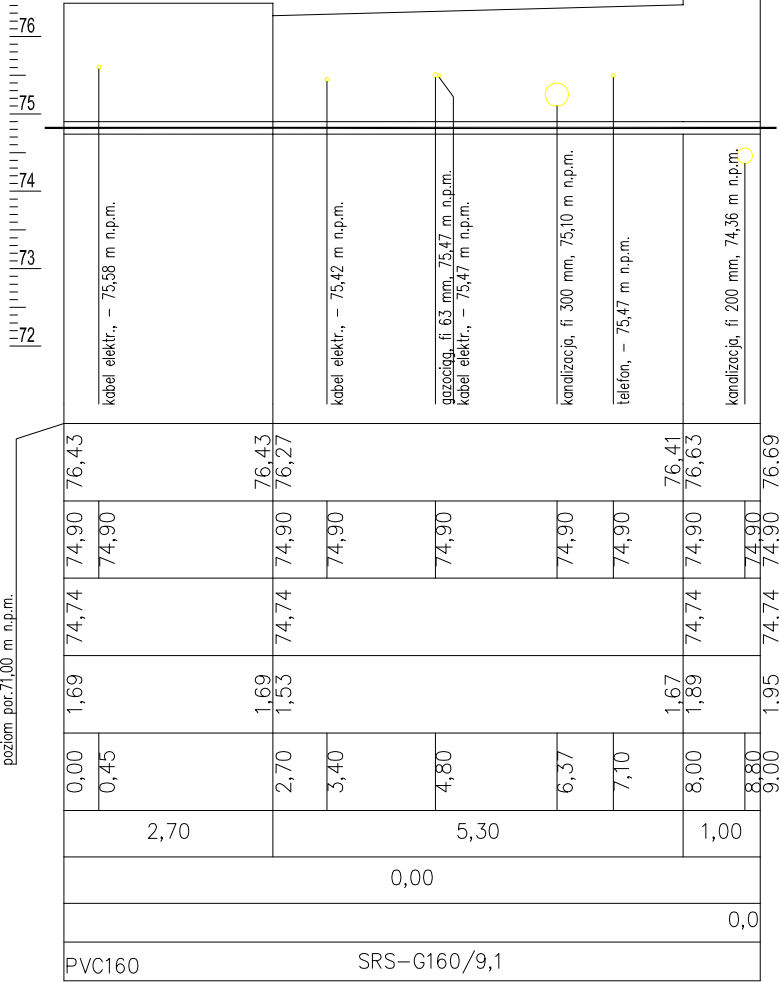 76
75
74
73
72
kabel elektr., – 75,58 m n.p.m.
kabel elektr., – 75,42 m n.p.m.
gazociąg, fi 63 mm, 75,47 m n.p.m.
kabel elektr., – 75,47 m n.p.m.
kanalizacja, fi 300 mm, 75,10 m n.p.m.
telefon, – 75,47 m n.p.m.
kanalizacja, fi 200 mm, 74,36 m n.p.m.
poziom por.71,00 m n.p.m.
76,43 76,43 76,27 76,41 76,63 76.69
74,90 74,90 74,90 74,90 74,90 74,90 74,90 74,90 74,90 74.90
74,74 74,74 74,74 74.74
1,69 1,69 1,53 1,67 1,89 1.95
0,00 0,45 2,70 3,40 4,80 6,37 7,10 8,00 8,80 9.00
2,70 5,30 1,00
0,00
0,0
PVC160 SRS–G160/9,1